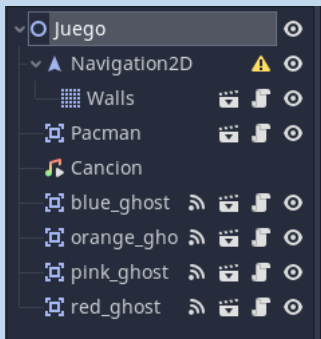 Juego
Navigation2D
Walls
Pacman
Cancion
blue_ghost
orange_gho
pink_ghost
red_ghost